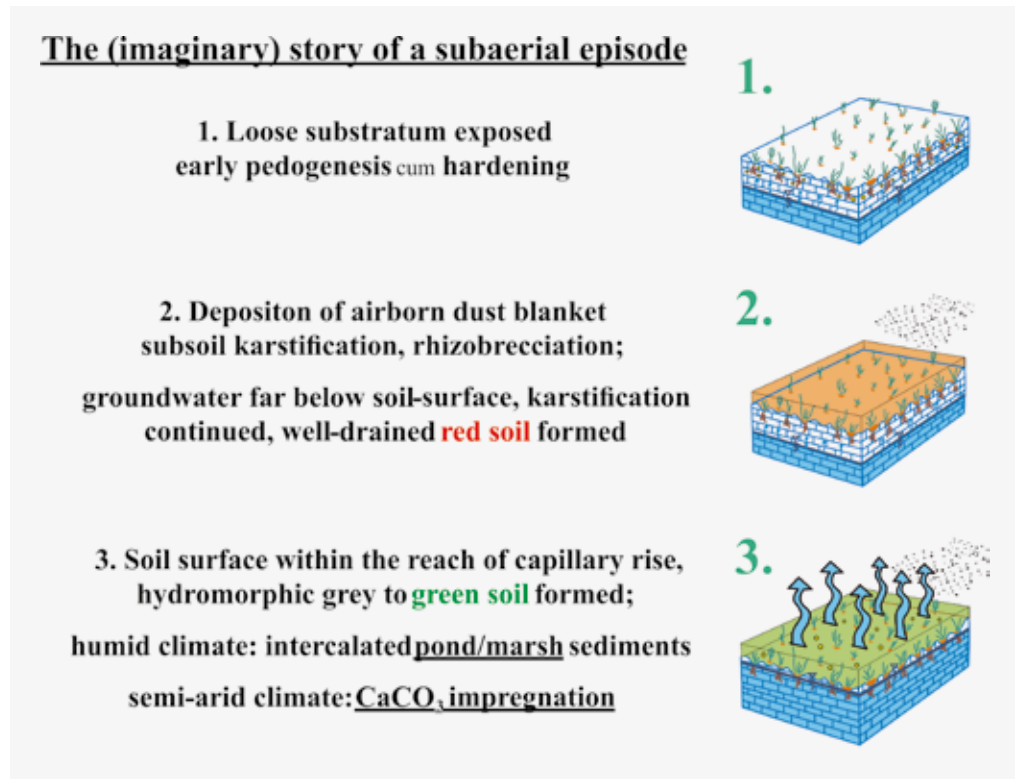 The (imaginary) story of a subaerial episode
1.
1. Loose substratum exposed
early pedogenesis cum hardening
2.
2. Depositon of airborn dust blanket
subsoil karstification, rhizobrecciation;
groundwater far below soil-surface, karstification
continued, well-drained red soil formed
3.
3. Soil surface within the reach of capillary rise,
hydromorphic grey to green soil formed;
humid climate: intercalated pond/marsh sediments
semi-arid climate: CaCO₃ impregnation